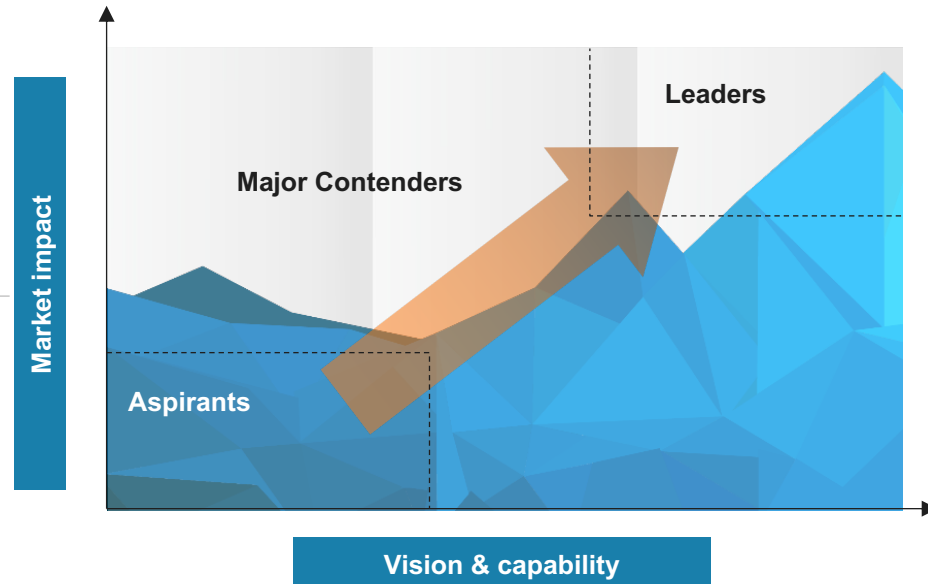 Leaders
Major Contenders
Market impact
Aspirants
Vision & capability